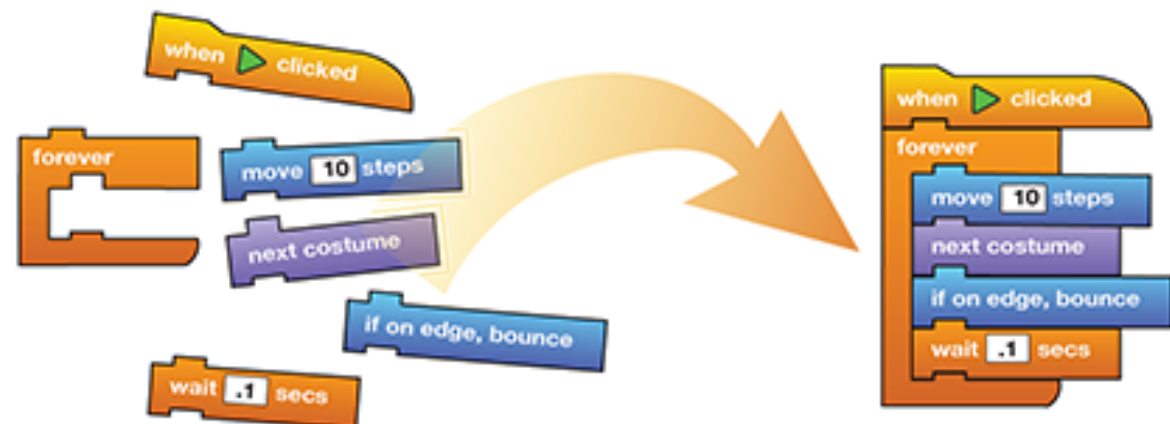 when clicked
forever
move 10 steps
next costume
if on edge, bounce
wait .1 secs
when clicked
forever
move 10 steps
next costume
if on edge, bounce
wait .1 secs